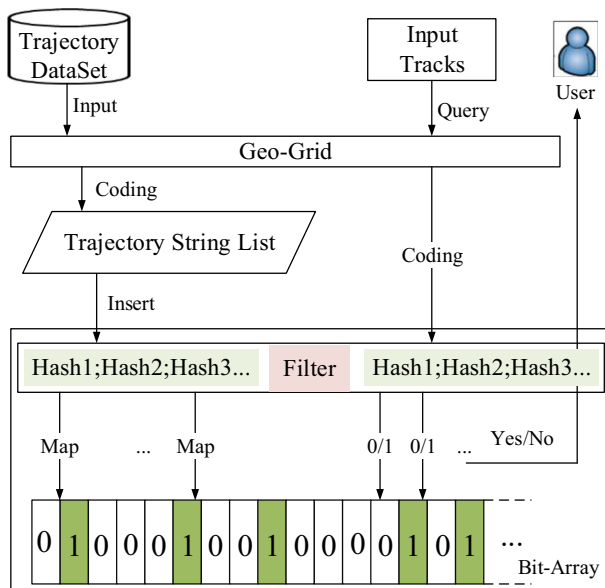 Trajectory
DataSet
Input
Tracks
User
Input
Query
Geo-Grid
Coding
Trajectory String List
Coding
Insert
Hash1;Hash2;Hash3...
Filter
Hash1;Hash2;Hash3...
Map
...
Map
0/1
0/1
...
Yes/No
0 1 0 0 0 1 0 0 1 0 0 0 0 1 0 1 ...
Bit-Array